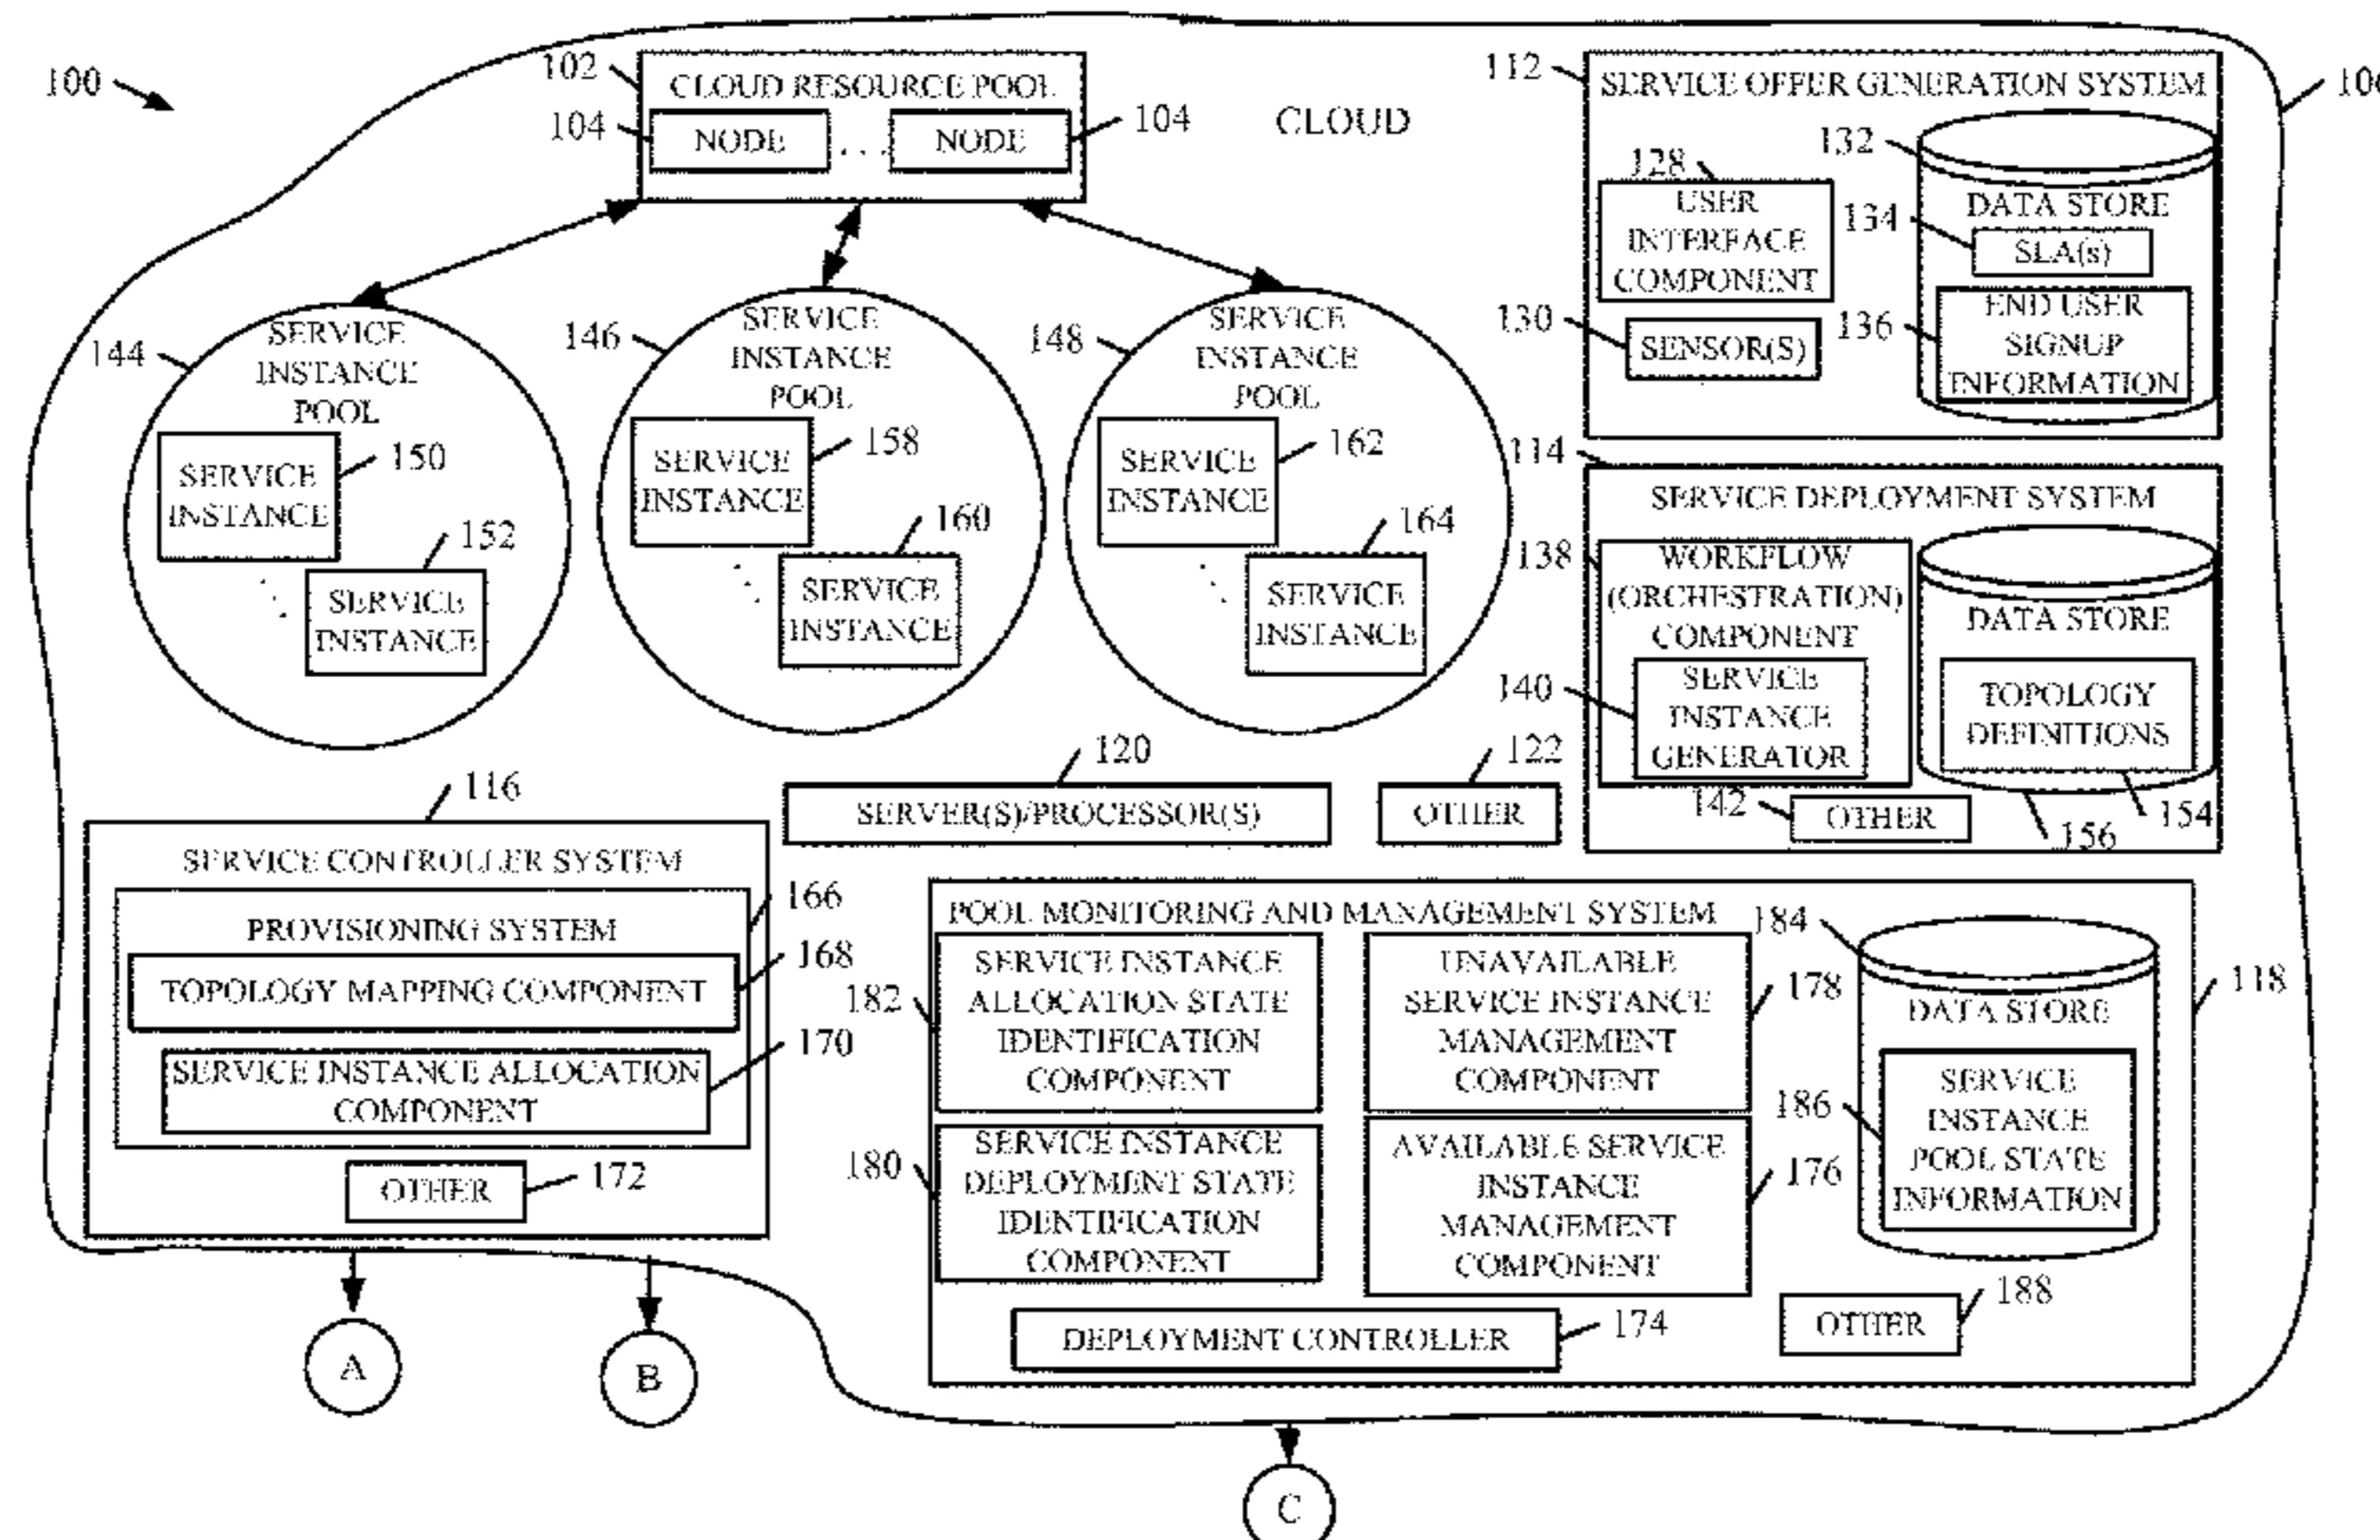 100
102
CLOUD RESOURCE POOL
104
NODE
...
NODE
104
CLOUD
144
SERVICE
INSTANCE
POOL
SERVICE
INSTANCE
150
152
SERVICE
INSTANCE
146
SERVICE
INSTANCE
POOL
SERVICE
INSTANCE
158
160
SERVICE
INSTANCE
148
SERVICE
INSTANCE
POOL
SERVICE
INSTANCE
162
164
SERVICE
INSTANCE
112
SERVICE OFFER GENERATION SYSTEM
128
USER
INTERFACE
COMPONENT
130
SENSOR(S)
132
DATA STORE
134
SLA(s)
136
END USER
SIGNUP
INFORMATION
114
SERVICE DEPLOYMENT SYSTEM
138
WORKFLOW
(ORCHESTRATION)
COMPONENT
140
SERVICE
INSTANCE
GENERATOR
DATA STORE
TOPOLOGY
DEFINITIONS
142
OTHER
156
154
120
SERVER(S)/PROCESSOR(S)
122
OTHER
116
SERVICE CONTROLLER SYSTEM
166
PROVISIONING SYSTEM
168
TOPOLOGY MAPPING COMPONENT
170
SERVICE INSTANCE ALLOCATION
COMPONENT
OTHER
172
POOL MONITORING AND MANAGEMENT SYSTEM
118
182
SERVICE INSTANCE
ALLOCATION STATE
IDENTIFICATION
COMPONENT
UNAVAILABLE
SERVICE INSTANCE
MANAGEMENT
COMPONENT
178
184
DATA STORE
180
SERVICE INSTANCE
DEPLOYMENT STATE
IDENTIFICATION
COMPONENT
AVAILABLE SERVICE
INSTANCE
MANAGEMENT
COMPONENT
176
186
SERVICE
INSTANCE
POOL STATE
INFORMATION
DEPLOYMENT CONTROLLER
174
OTHER
188
A
B
C